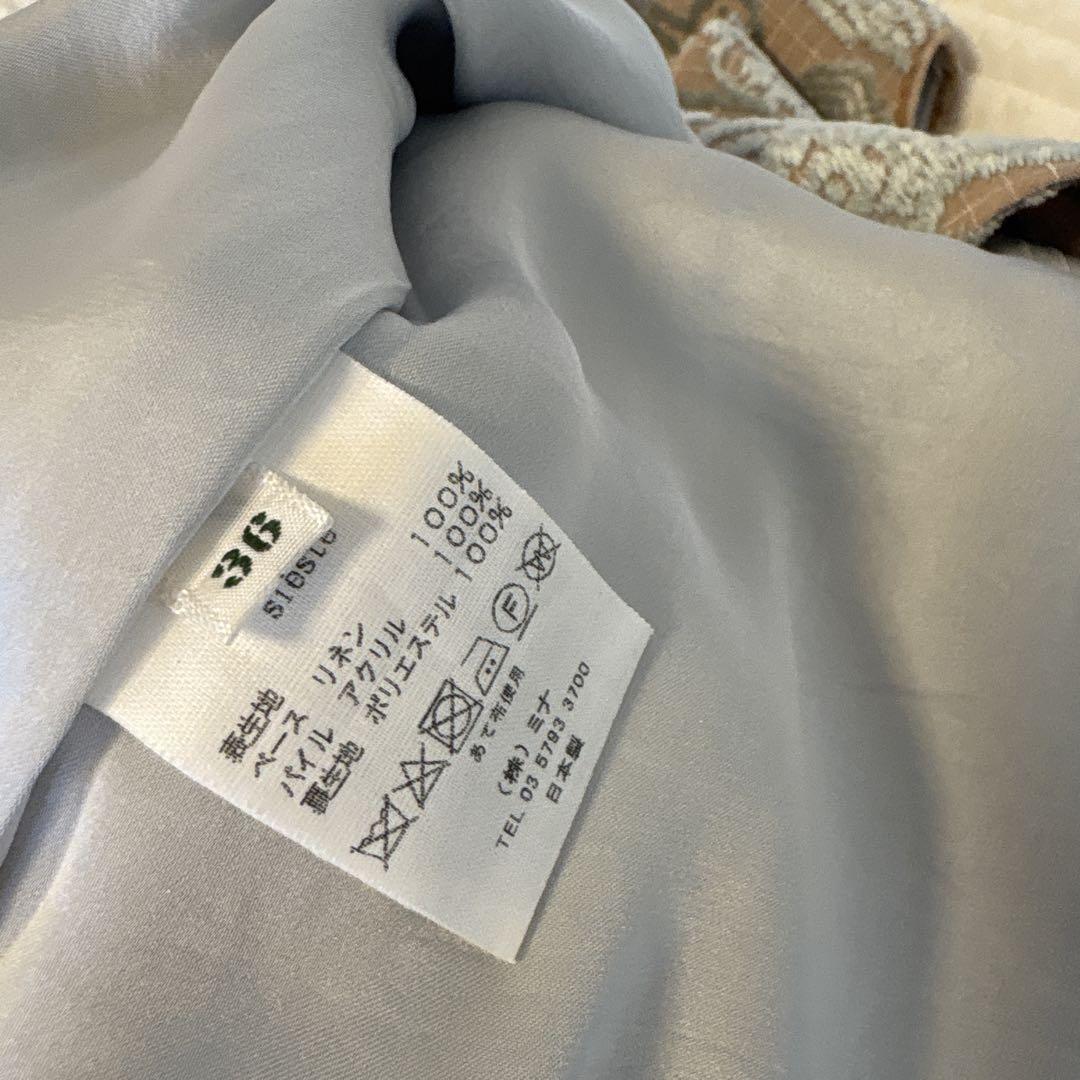 36
表生地
ベース リネン 100%
パイル アクリル 100%
裏生地 ポリエステル 100%
F
W
あて布使用
(株) ミナ
TEL 03 5793 3700
日本製